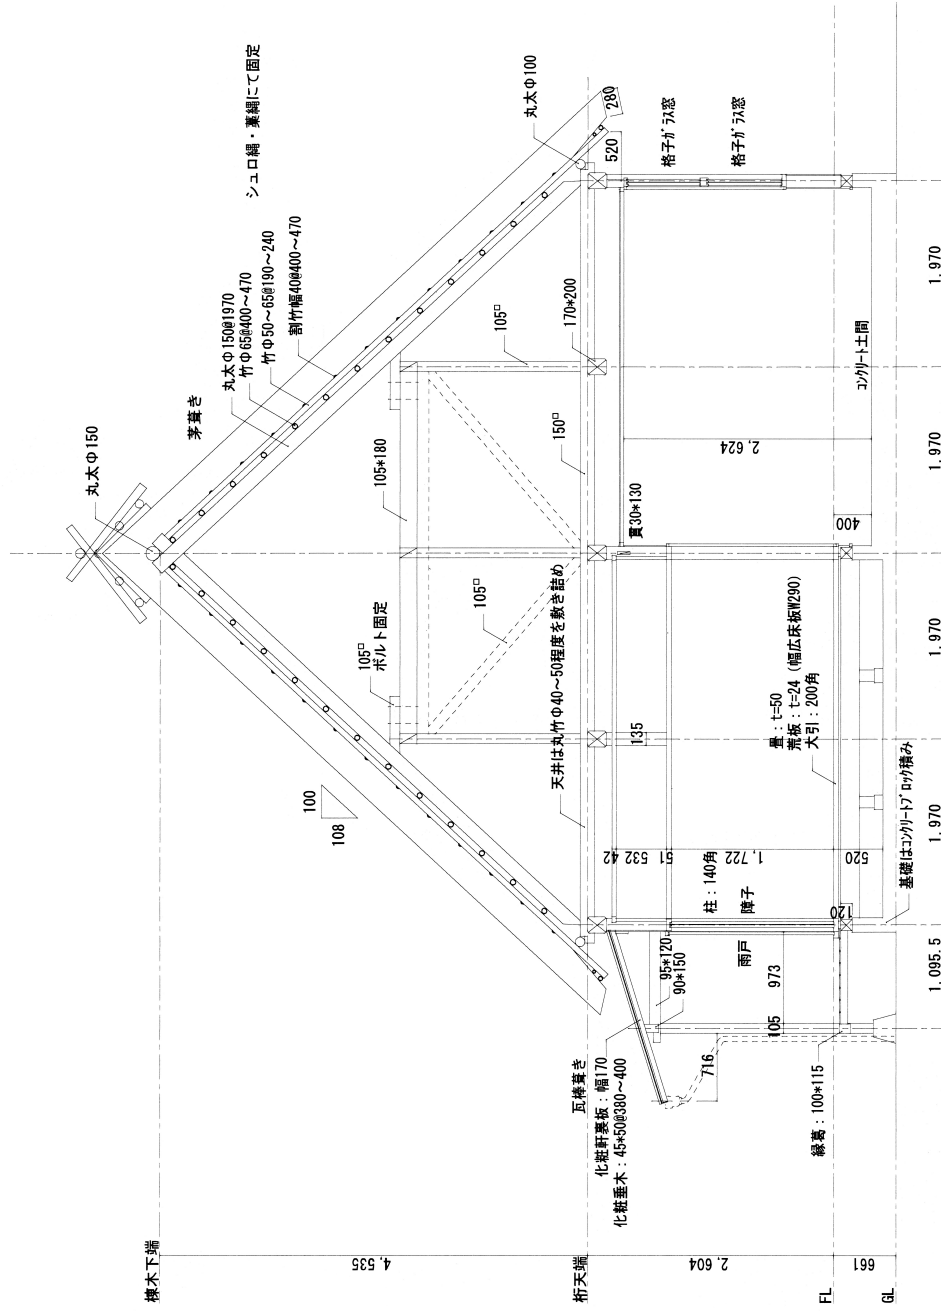 丸太Φ150
シュロ縄・藁縄にて固定
茅葺き
丸太Φ150@1970
竹Φ65@400～470
竹Φ50～65@190～240
割竹幅40@400～470
丸太Φ100
280
520
格子ガラス窓
格子ガラス窓
105*180
105□
170*200
150□
105□
ボルト固定
105□
100
108
貫30*130
天井は丸竹Φ40～50程度を敷き詰め
2,624
400
コンクリート土間
135
畳：t=50
荒板：t=24（幅広床板W290）
大引：200角
42
532
51
1,722
520
120
柱：140角
障子
雨戸
95*120
90*150
973
105
716
瓦棒葺き
化粧軒裏板：幅170
化粧垂木：45*50@380～400
縁葛：100*115
基礎はコンクリートブロック積み
棟木下端
4,535
桁天端
2,604
FL
661
GL
1,095.5
1,970
1,970
1,970
1,970